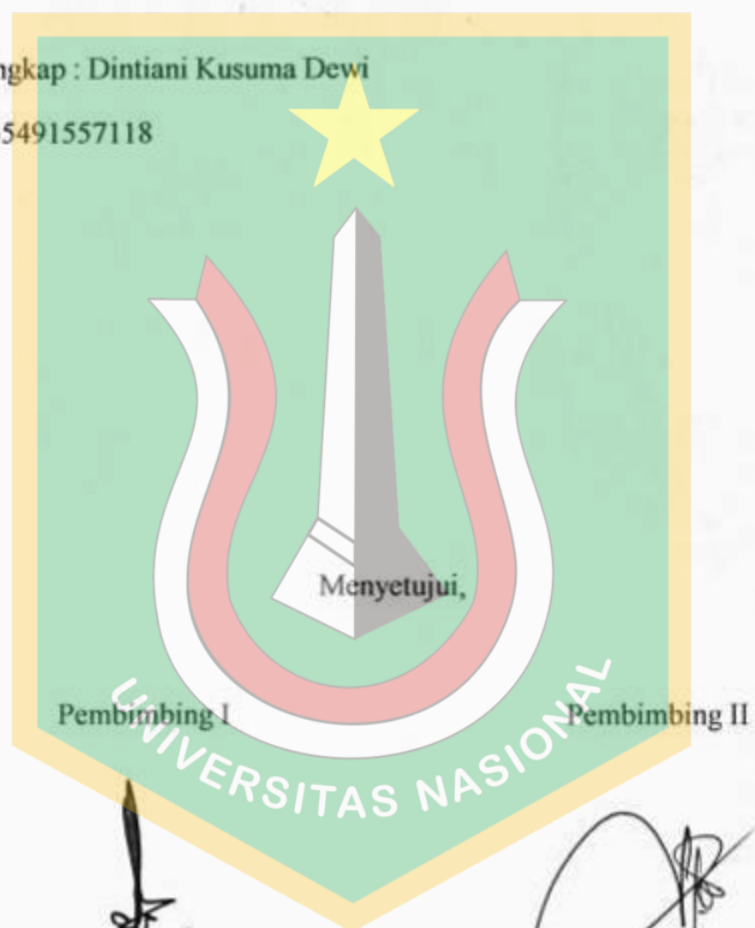 ngkap : Dintiani Kusuma Dewi
5491557118
Menyetujui,
Pembimbing I
Pembimbing II
UNIVERSITAS NASIONAL